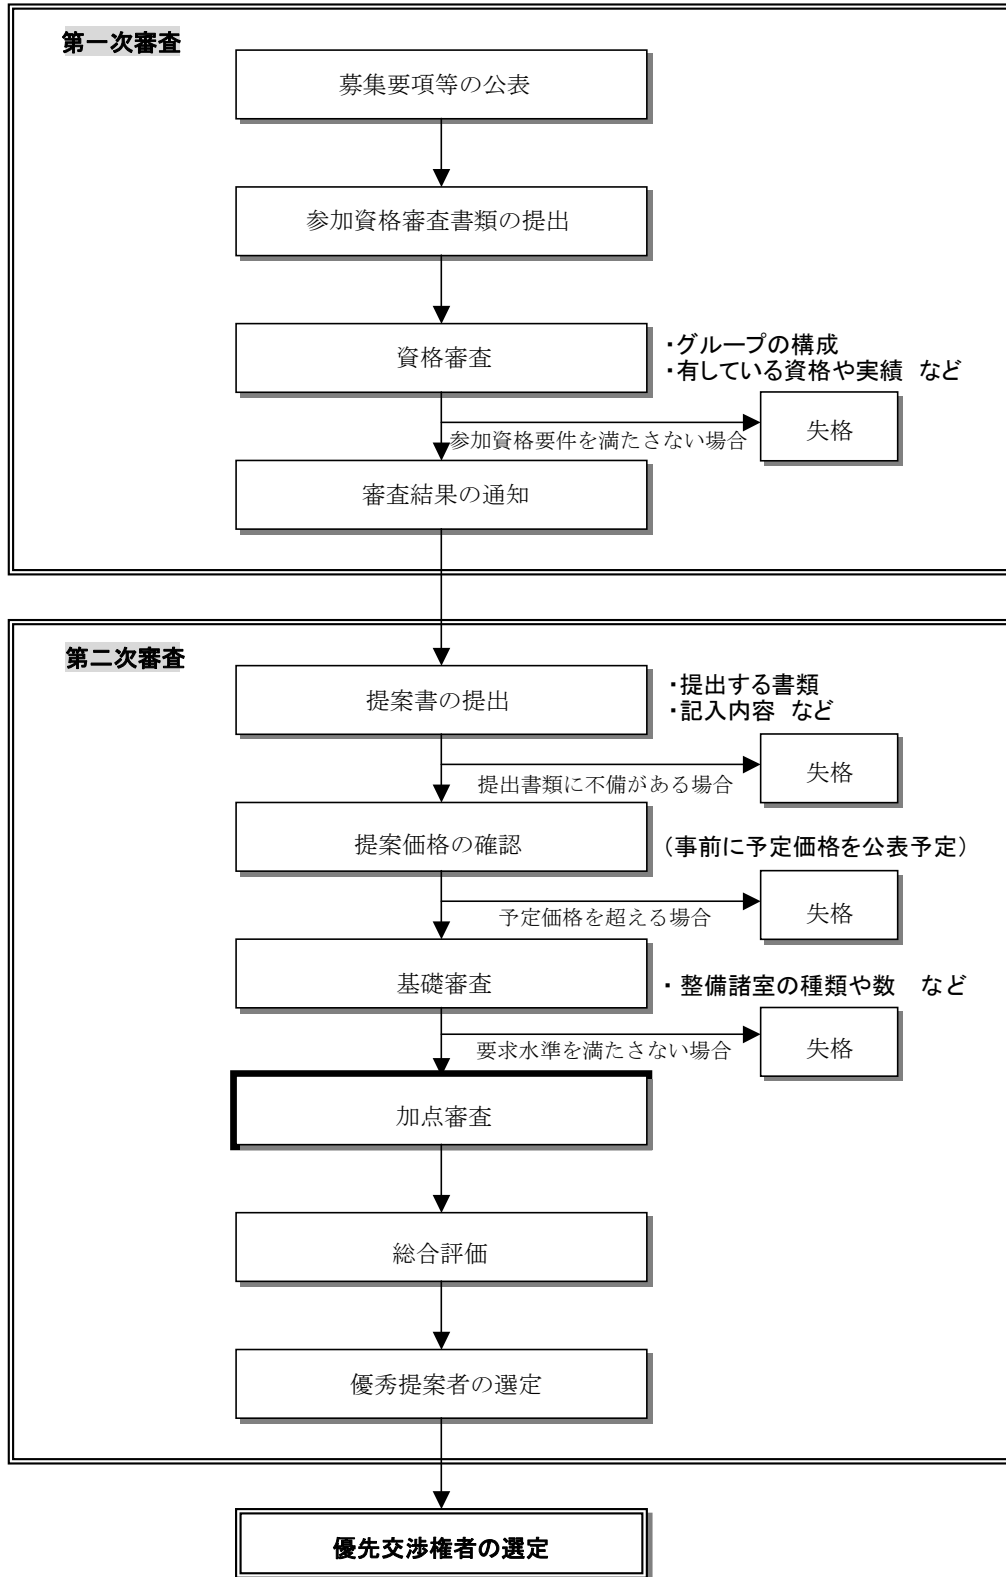 第一次審査
募集要項等の公表
参加資格審査書類の提出
資格審査
・グループの構成
・有している資格や実績 など
参加資格要件を満たさない場合
失格
審査結果の通知
第二次審査
提案書の提出
・提出する書類
・記入内容 など
提出書類に不備がある場合
失格
提案価格の確認
（事前に予定価格を公表予定）
予定価格を超える場合
失格
基礎審査
・ 整備諸室の種類や数　など
要求水準を満たさない場合
失格
加点審査
総合評価
優秀提案者の選定
優先交渉権者の選定